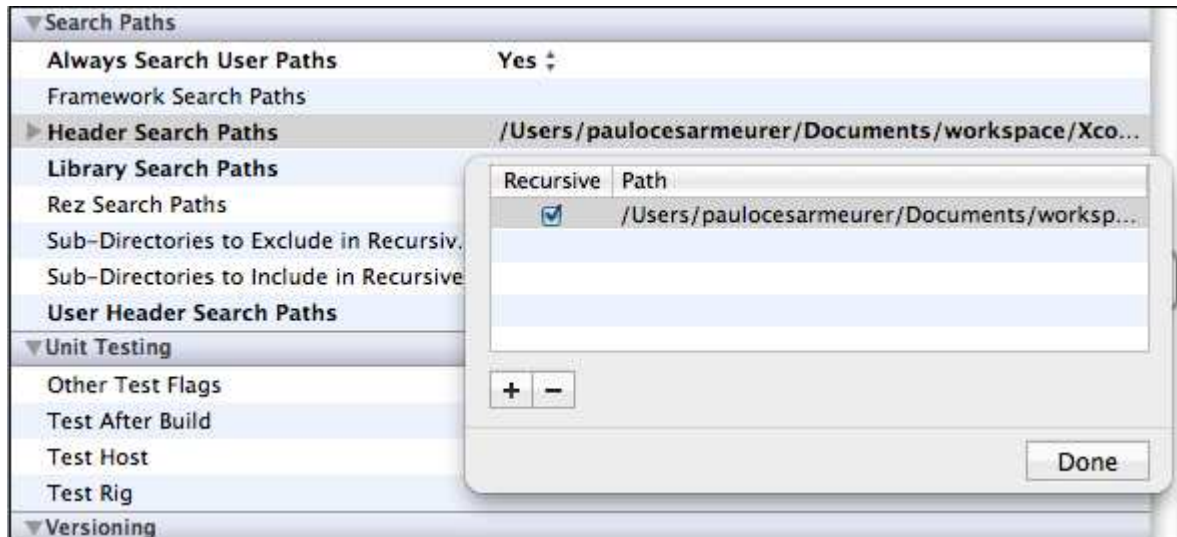 Search Paths
Always Search User Paths Yes
Framework Search Paths
Header Search Paths /Users/paulocesarmeurer/Documents/workspace/Xco...
Library Search Paths
Recursive Path
Rez Search Paths
/Users/paulocesarmeurer/Documents/worksp...
Sub-Directories to Exclude in Recursiv.
Sub-Directories to Include in Recursive
User Header Search Paths
Unit Testing
Other Test Flags
+ −
Test After Build
Test Host
Done
Test Rig
Versioning